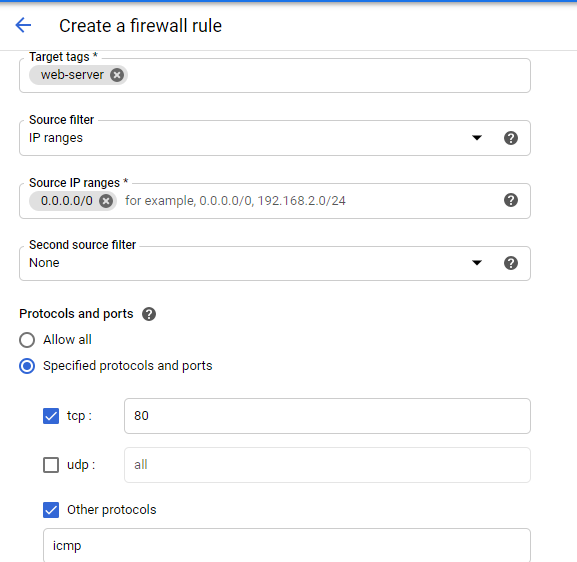 Create a firewall rule
Target tags *
web-server
Source filter
IP ranges
Source IP ranges *
0.0.0.0/0 for example, 0.0.0.0/0, 192.168.2.0/24
Second source filter
None
Protocols and ports
Allow all
Specified protocols and ports
tcp : 80
udp : all
Other protocols
icmp